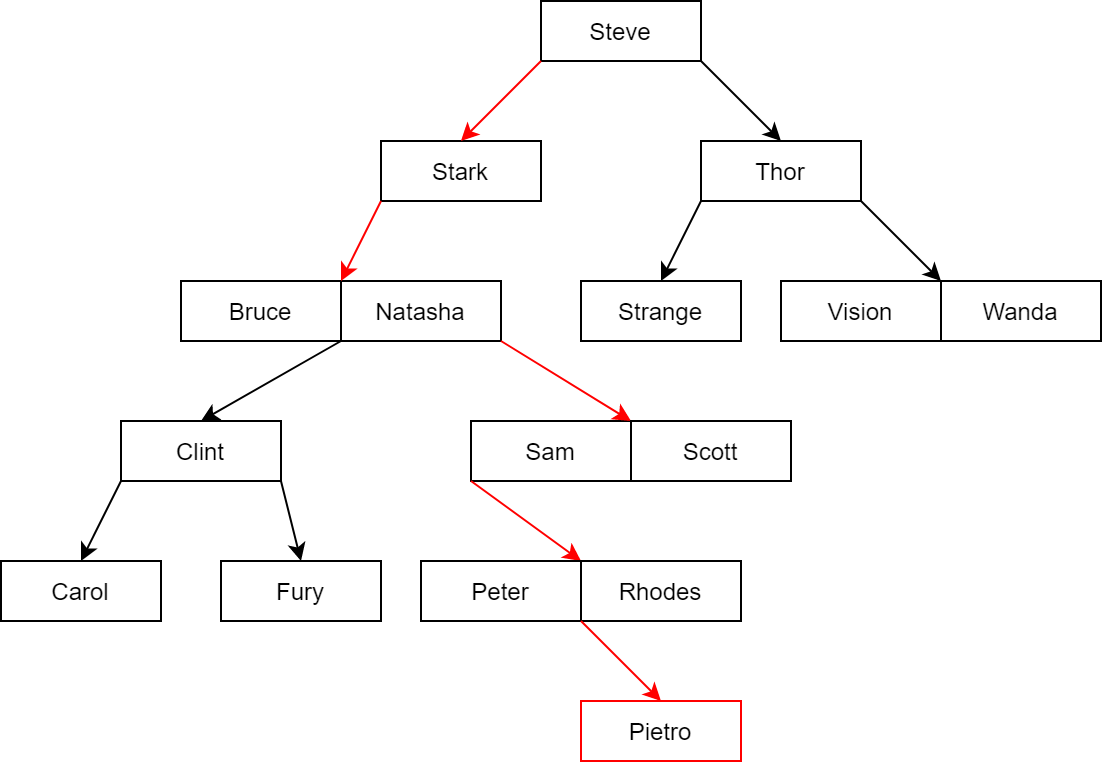 Steve
Stark
Thor
Bruce
Natasha
Strange
Vision
Wanda
Clint
Sam
Scott
Carol
Fury
Peter
Rhodes
Pietro